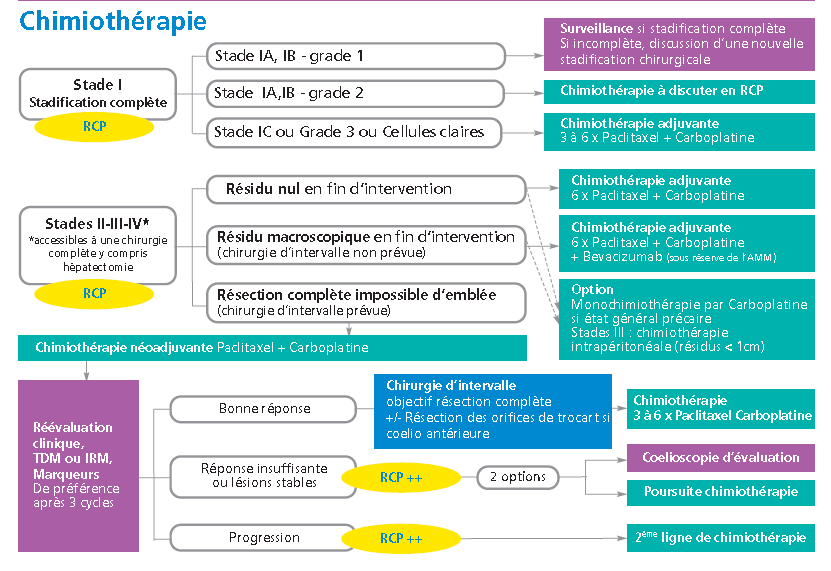 Chimiothérapie
Stade I
Stadification complète
RCP
Stade IA, IB - grade 1
Surveillance si stadification complète
Si incomplète, discussion d'une nouvelle
stadification chirurgicale
Stade IA,IB - grade 2
Chimiothérapie à discuter en RCP
Stade IC ou Grade 3 ou Cellules claires
Chimiothérapie adjuvante
3 à 6 x Paclitaxel + Carboplatine
Stades II-III-IV*
*accessibles à une chirurgie
complète y compris
hèpatectomie
RCP
Résidu nul en fin d'intervention
Chimiothérapie adjuvante
6 x Paclitaxel + Carboplatine
Résidu macroscopique en fin d'intervention
(chirurgie d'intervalle non prévue)
Chimiothérapie adjuvante
6 x Paclitaxel + Carboplatine
+ Bevacizumab (sous réserve de l'AMM)
Résection complète impossible d'emblée
(chirurgie d'intervalle prévue)
Option
Monochimiothérapie par Carboplatine
si état général précaire
Stades III : chimiothérapie
intrapéritonéale (résidus < 1cm)
Chimiothérapie néoadjuvante Paclitaxel + Carboplatine
Réévaluation
clinique,
TDM ou IRM,
Marqueurs
De préférence
après 3 cycles
Bonne réponse
Chirurgie d'intervalle
objectif résection complète
+/- Résection des orifices de trocart si
coelio antérieure
Chimiothérapie
3 à 6 x Paclitaxel Carboplatine
Réponse insuffisante
ou lésions stables
RCP ++
2 options
Coelioscopie d'évaluation
Poursuite chimiothérapie
Progression
RCP ++
2ème ligne de chimiothérapie